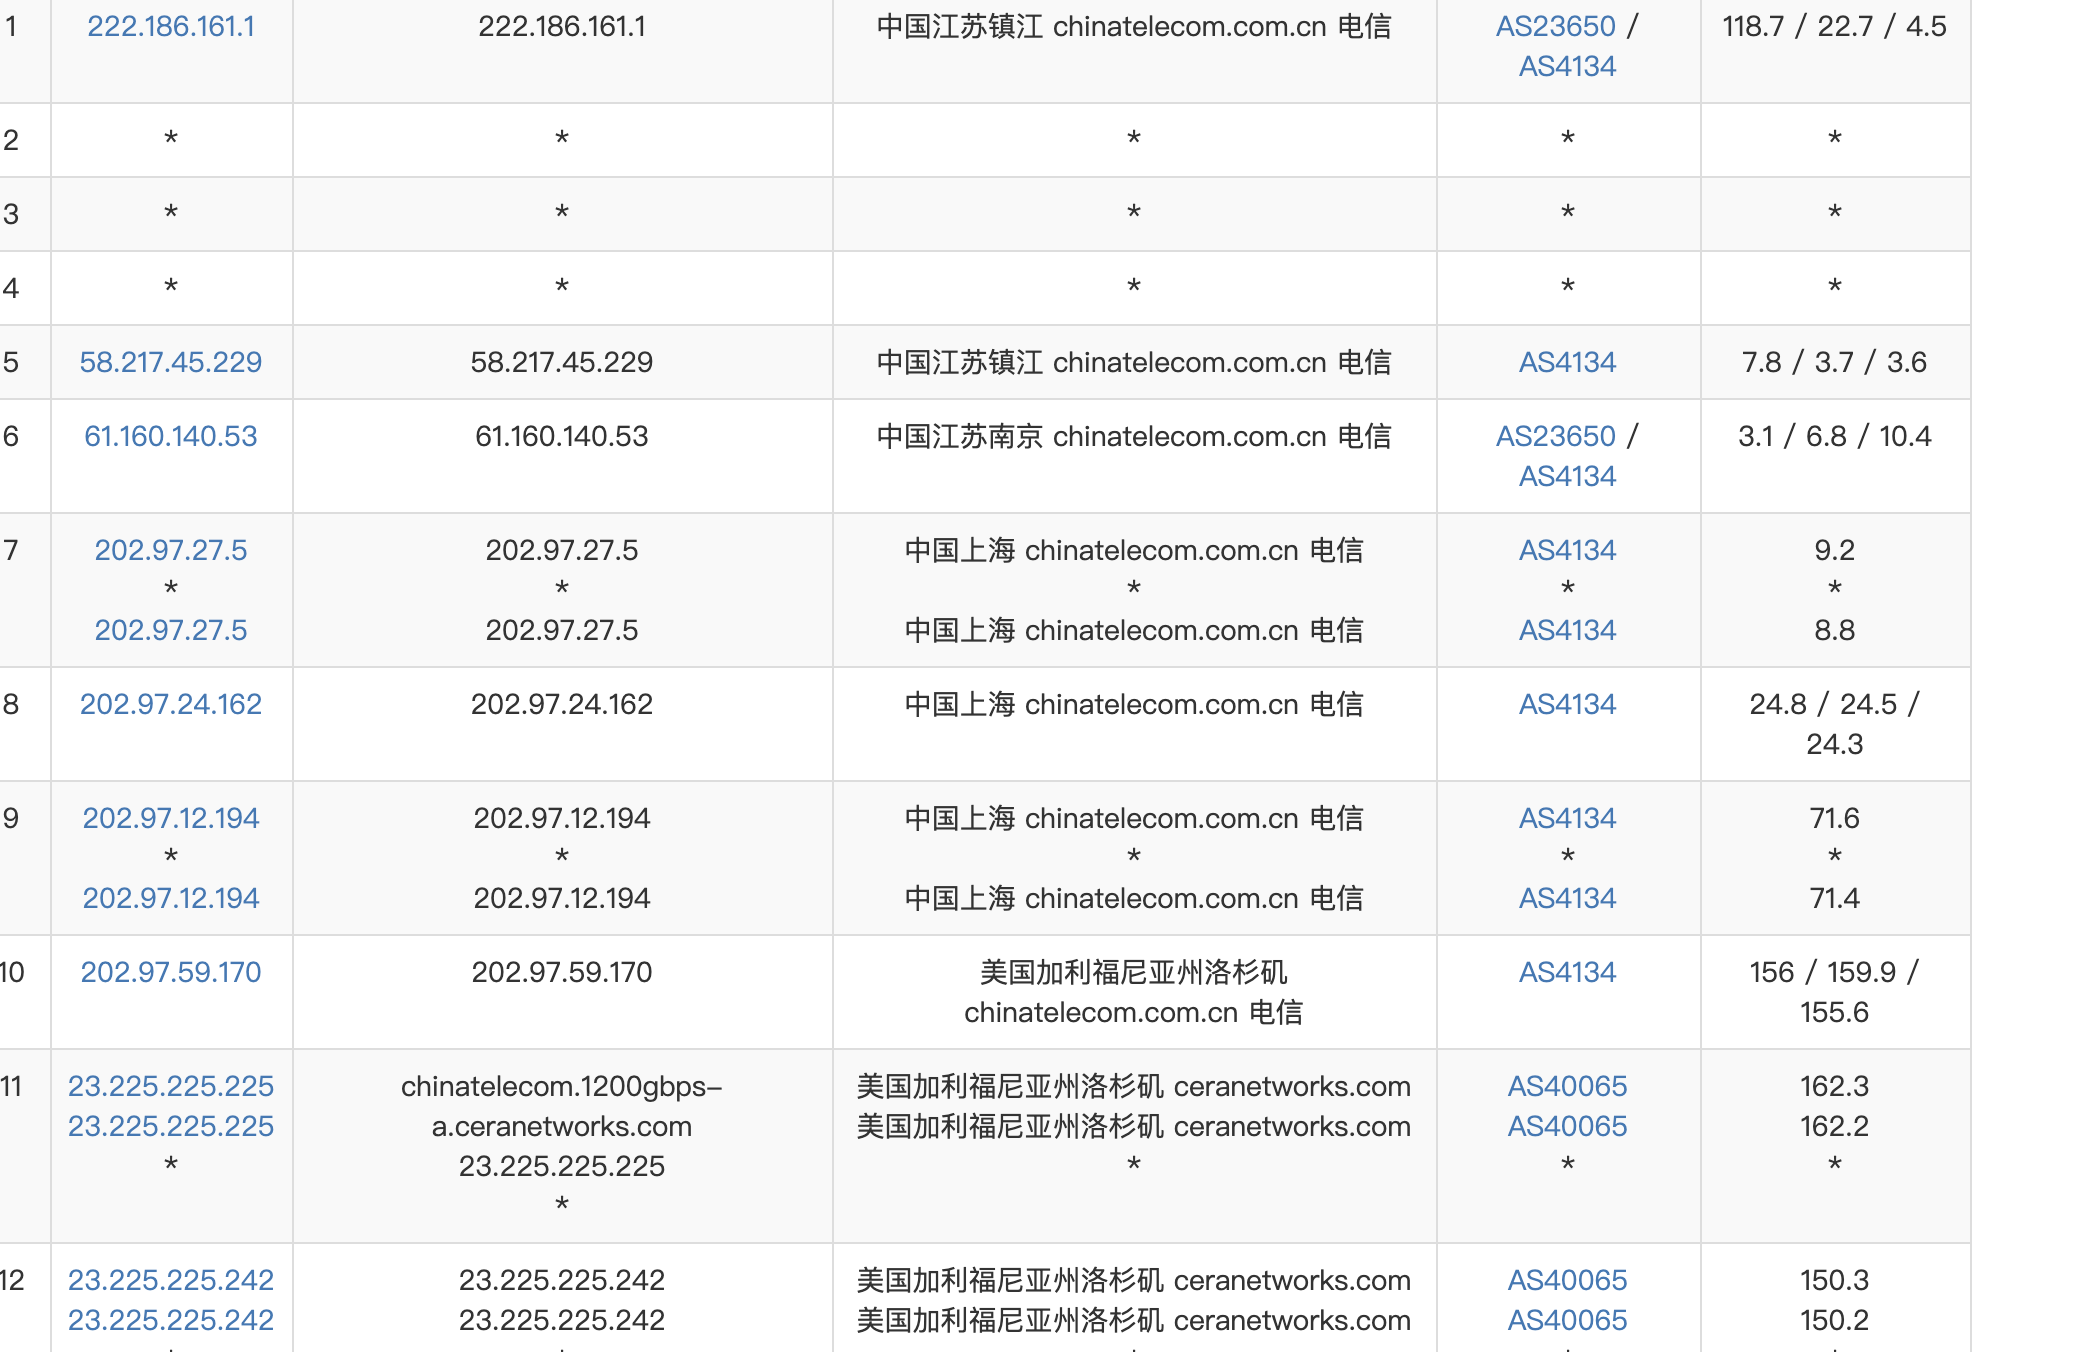 1 222.186.161.1 222.186.161.1 中国江苏镇江 chinatelecom.com.cn 电信 AS23650 / 118.7 / 22.7 / 4.5
AS4134
2 * * * * *
3 * * * * *
4 * * * * *
5 58.217.45.229 58.217.45.229 中国江苏镇江 chinatelecom.com.cn 电信 AS4134 7.8 / 3.7 / 3.6
6 61.160.140.53 61.160.140.53 中国江苏南京 chinatelecom.com.cn 电信 AS23650 / 3.1 / 6.8 / 10.4
AS4134
7 202.97.27.5 202.97.27.5 中国上海 chinatelecom.com.cn 电信 AS4134 9.2
* * * * *
202.97.27.5 202.97.27.5 中国上海 chinatelecom.com.cn 电信 AS4134 8.8
8 202.97.24.162 202.97.24.162 中国上海 chinatelecom.com.cn 电信 AS4134 24.8 / 24.5 /
24.3
9 202.97.12.194 202.97.12.194 中国上海 chinatelecom.com.cn 电信 AS4134 71.6
* * * * *
202.97.12.194 202.97.12.194 中国上海 chinatelecom.com.cn 电信 AS4134 71.4
10 202.97.59.170 202.97.59.170 美国加利福尼亚州洛杉矶 AS4134 156 / 159.9 /
chinatelecom.com.cn 电信 155.6
11 23.225.225.225 chinatelecom.1200gbps– 美国加利福尼亚州洛杉矶 ceranetworks.com AS40065 162.3
23.225.225.225 a.ceranetworks.com 美国加利福尼亚州洛杉矶 ceranetworks.com AS40065 162.2
* 23.225.225.225 * * *
*
12 23.225.225.242 23.225.225.242 美国加利福尼亚州洛杉矶 ceranetworks.com AS40065 150.3
23.225.225.242 23.225.225.242 美国加利福尼亚州洛杉矶 ceranetworks.com AS40065 150.2